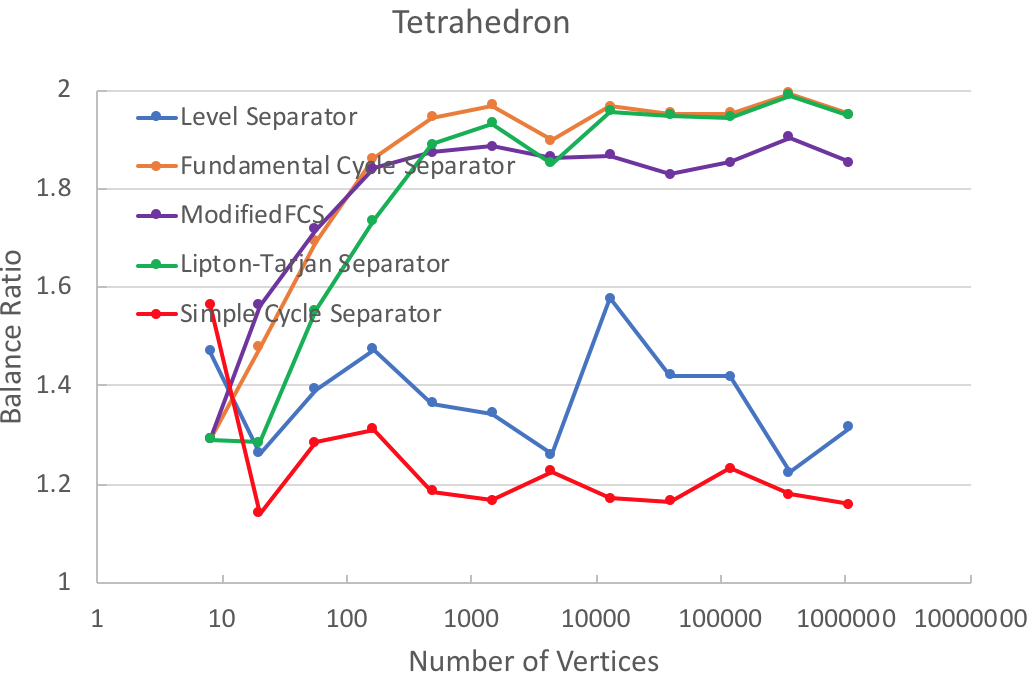 Tetrahedron
2
1.8
1.6
1.4
1.2
1
Balance Ratio
Level Separator
Fundamental Cycle Separator
ModifiedFCS
Lipton-Tarjan Separator
Simple Cycle Separator
1 10 100 1000 10000 100000 1000000 10000000
Number of Vertices